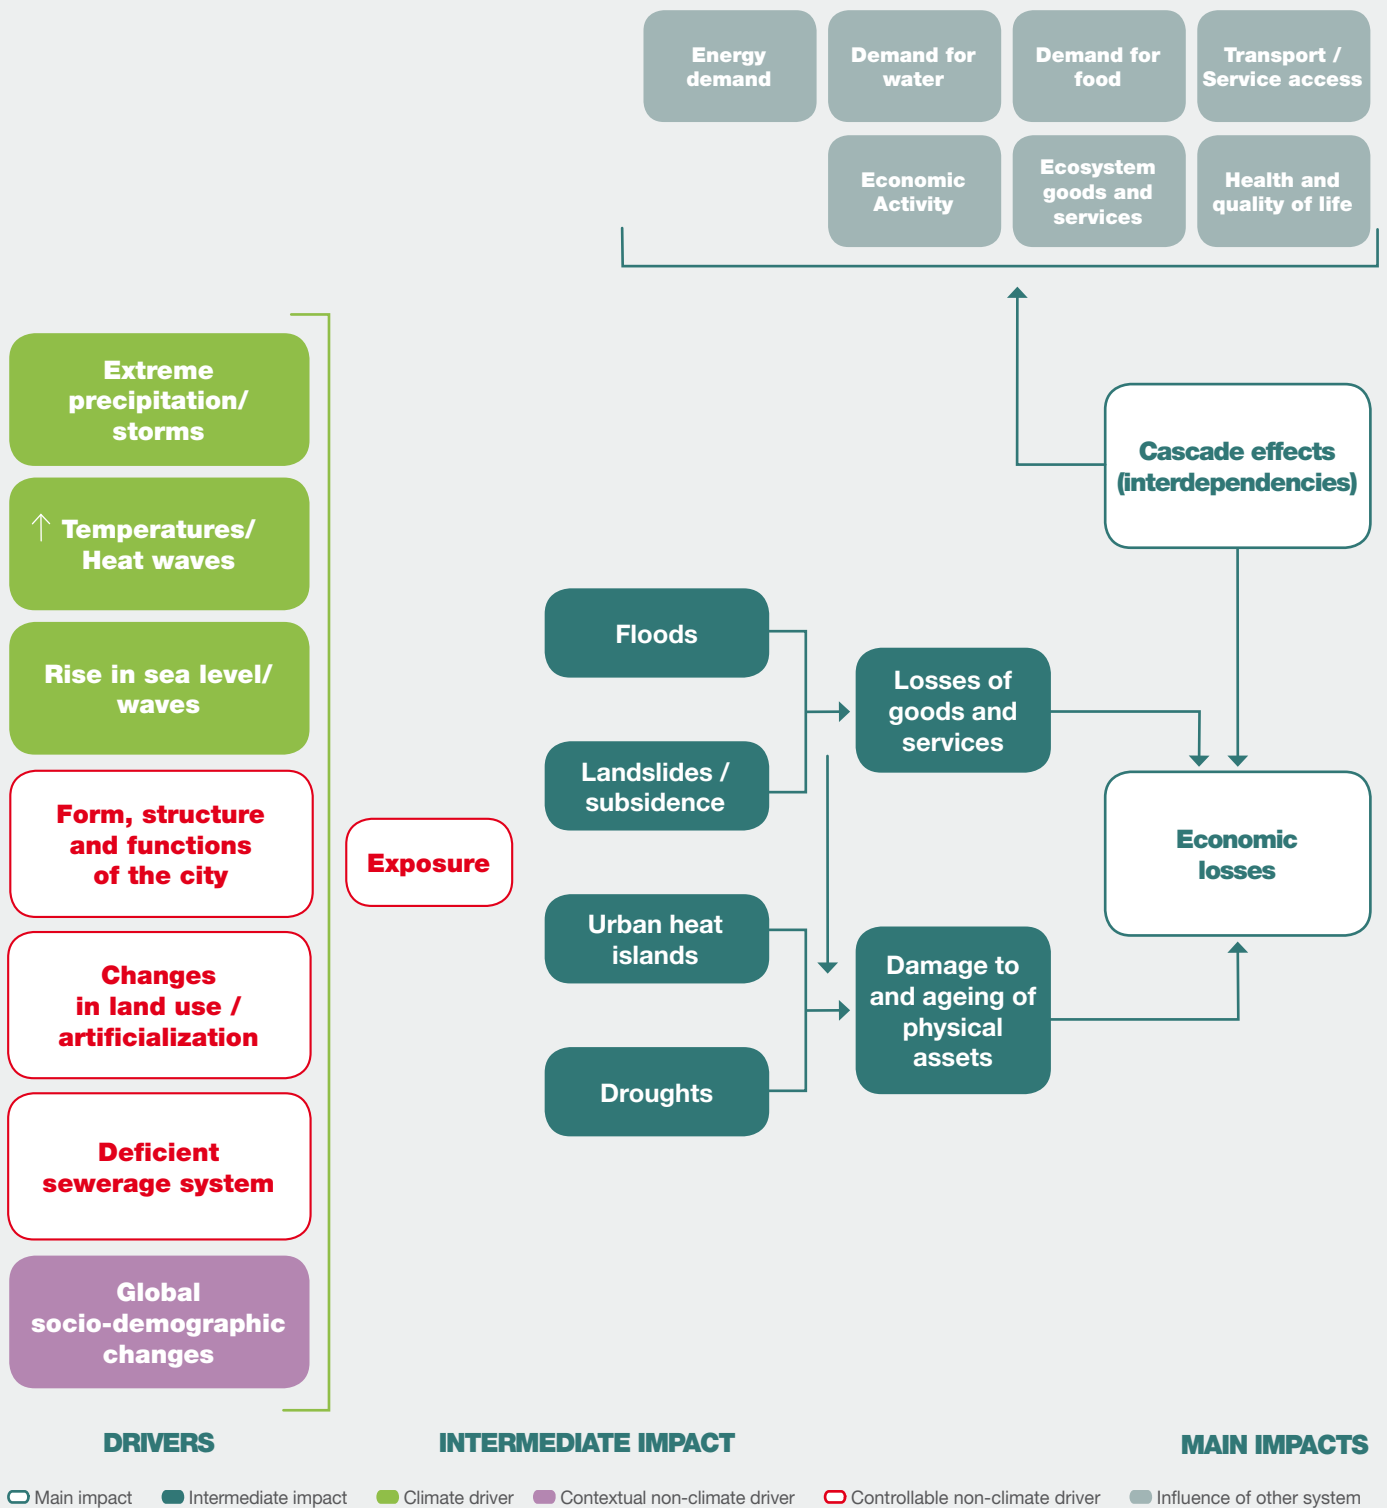 Energy
demand
Demand for
water
Demand for
food
Transport /
Service access
Economic
Activity
Ecosystem
goods and
services
Health and
quality of life
Extreme
precipitation/
storms
↑ Temperatures/
Heat waves
Rise in sea level/
waves
Form, structure
and functions
of the city
Changes
in land use /
artificialization
Deficient
sewerage system
Global
socio-demographic
changes
Exposure
Floods
Landslides /
subsidence
Urban heat
islands
Droughts
Losses of
goods and
services
Damage to
and ageing of
physical
assets
Cascade effects
(interdependencies)
Economic
losses
DRIVERS
INTERMEDIATE IMPACT
MAIN IMPACTS
Main impact
Intermediate impact
Climate driver
Contextual non-climate driver
Controllable non-climate driver
Influence of other system